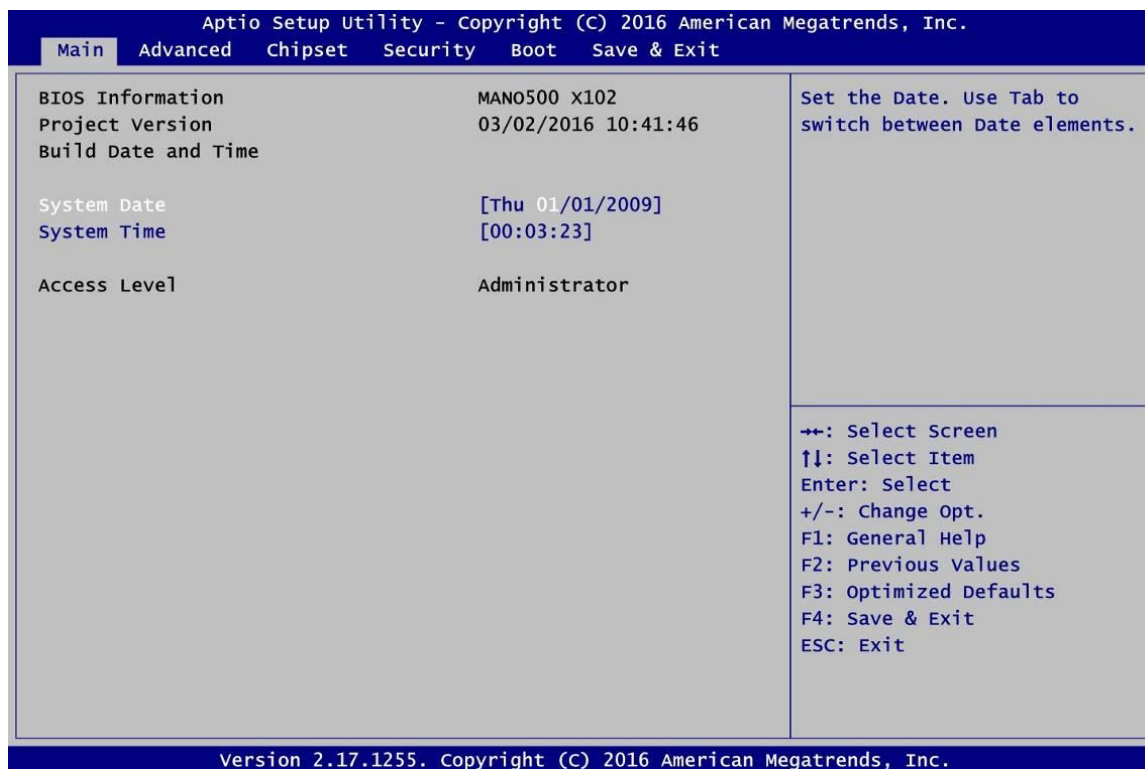 Aptio Setup Utility - Copyright (C) 2016 American Megatrends, Inc.
Main Advanced Chipset Security Boot Save & Exit
BIOS Information MANO500 X102
Project Version 03/02/2016 10:41:46
Build Date and Time
System Date [Thu 01/01/2009]
System Time [00:03:23]
Access Level Administrator
Set the Date. Use Tab to
switch between Date elements.
→←: Select Screen
↑↓: Select Item
Enter: Select
+/-: Change Opt.
F1: General Help
F2: Previous Values
F3: Optimized Defaults
F4: Save & Exit
ESC: Exit
Version 2.17.1255. Copyright (C) 2016 American Megatrends, Inc.